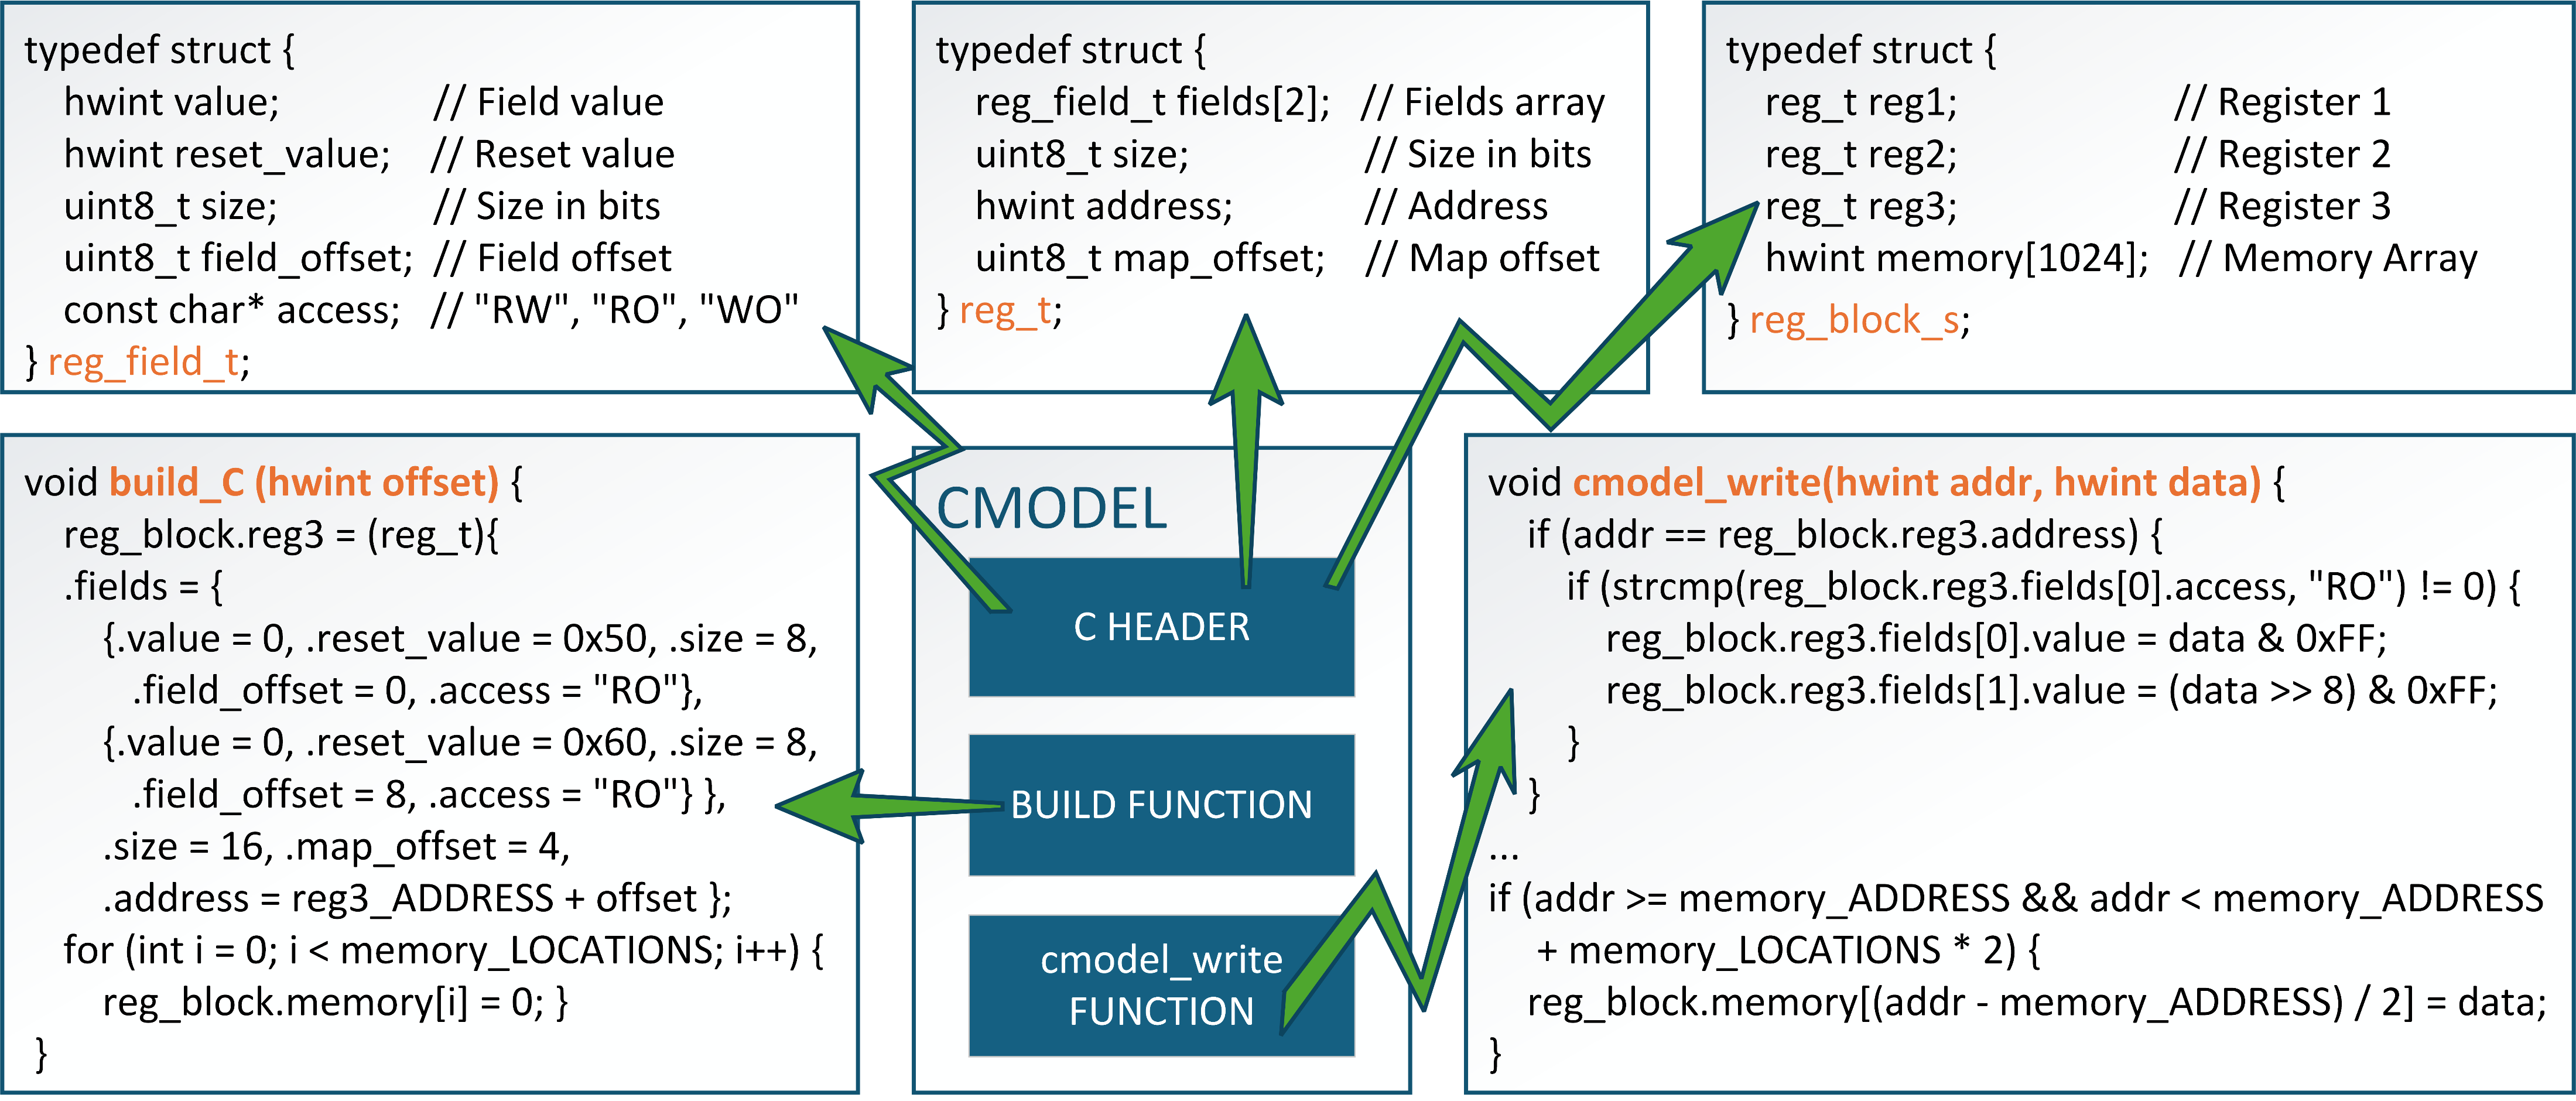 typedef struct {
hwint value; // Field value
hwint reset_value; // Reset value
uint8_t size; // Size in bits
uint8_t field_offset; // Field offset
const char* access; // "RW", "RO", "WO"
} reg_field_t;
typedef struct {
reg_field_t fields[2]; // Fields array
uint8_t size; // Size in bits
hwint address; // Address
uint8_t map_offset; // Map offset
} reg_t;
typedef struct {
reg_t reg1; // Register 1
reg_t reg2; // Register 2
reg_t reg3; // Register 3
hwint memory[1024]; // Memory Array
} reg_block_s;
void build_C (hwint offset) {
reg_block.reg3 = (reg_t){
.fields = {
{.value = 0, .reset_value = 0x50, .size = 8,
.field_offset = 0, .access = "RO"},
{.value = 0, .reset_value = 0x60, .size = 8,
.field_offset = 8, .access = "RO"} },
.size = 16, .map_offset = 4,
.address = reg3_ADDRESS + offset };
for (int i = 0; i < memory_LOCATIONS; i++) {
reg_block.memory[i] = 0; }
}
CMODEL
C HEADER
BUILD FUNCTION
cmodel_write
FUNCTION
void cmodel_write(hwint addr, hwint data) {
if (addr == reg_block.reg3.address) {
if (strcmp(reg_block.reg3.fields[0].access, "RO") != 0) {
reg_block.reg3.fields[0].value = data & 0xFF;
reg_block.reg3.fields[1].value = (data >> 8) & 0xFF;
}
}
...
if (addr >= memory_ADDRESS && addr < memory_ADDRESS
+ memory_LOCATIONS * 2) {
reg_block.memory[(addr - memory_ADDRESS) / 2] = data;
}